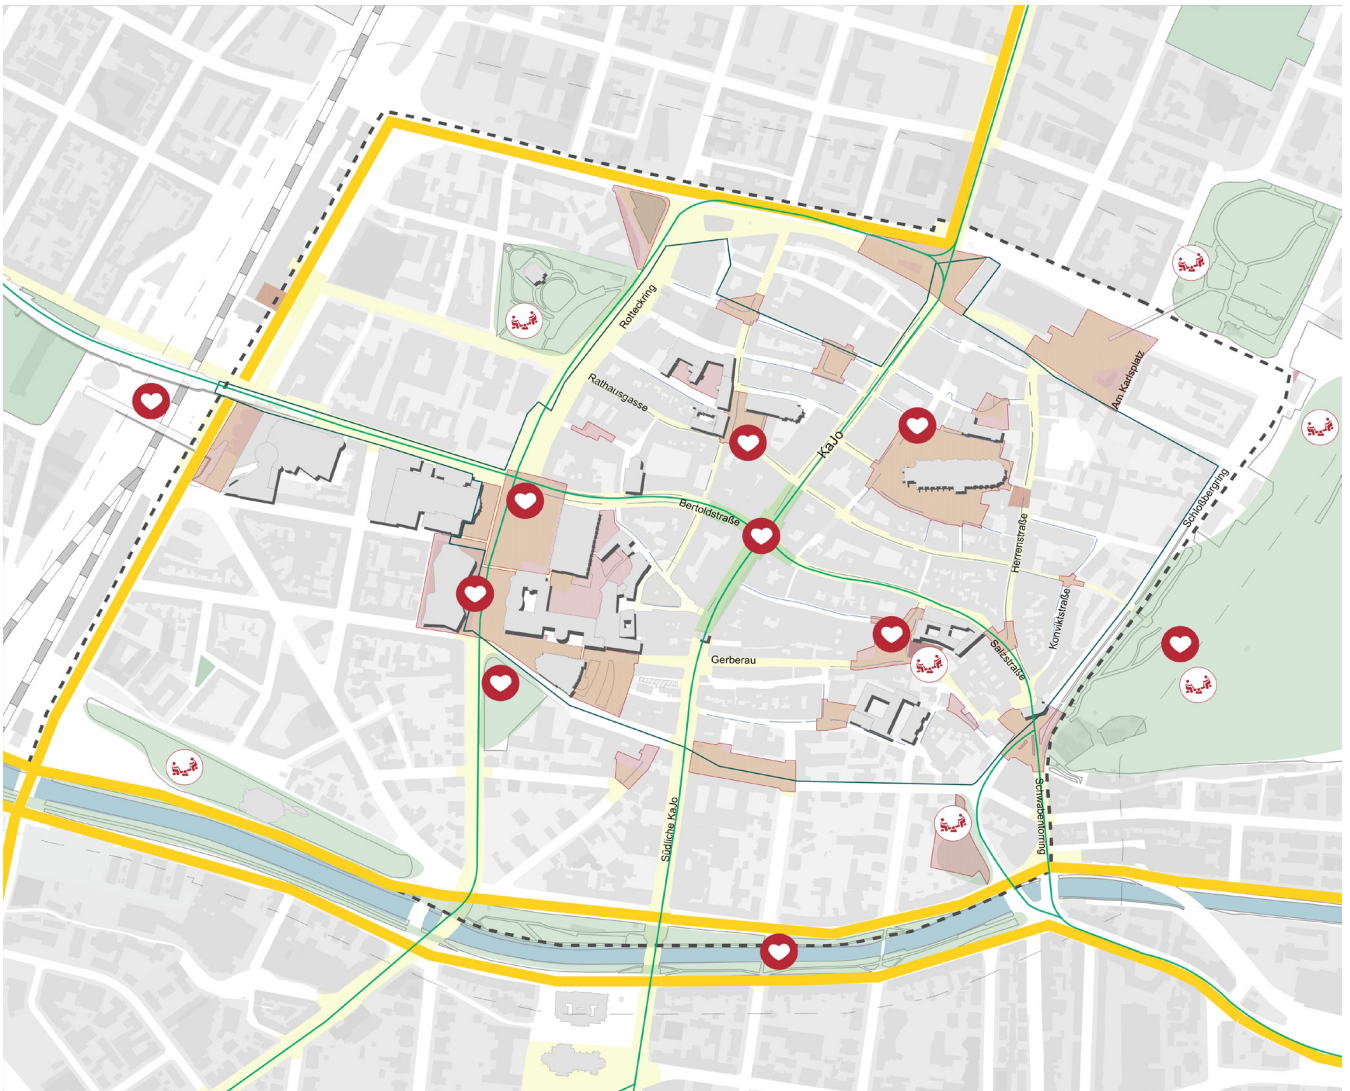 Rotteckring
Rathausgasse
Am Karlsplatz
KaJo
Schloßbergring
Bertoldstraße
Herrenstraße
Konviktstraße
Gerberau
Salzstraße
Südliche KaJo
Schwabentorring